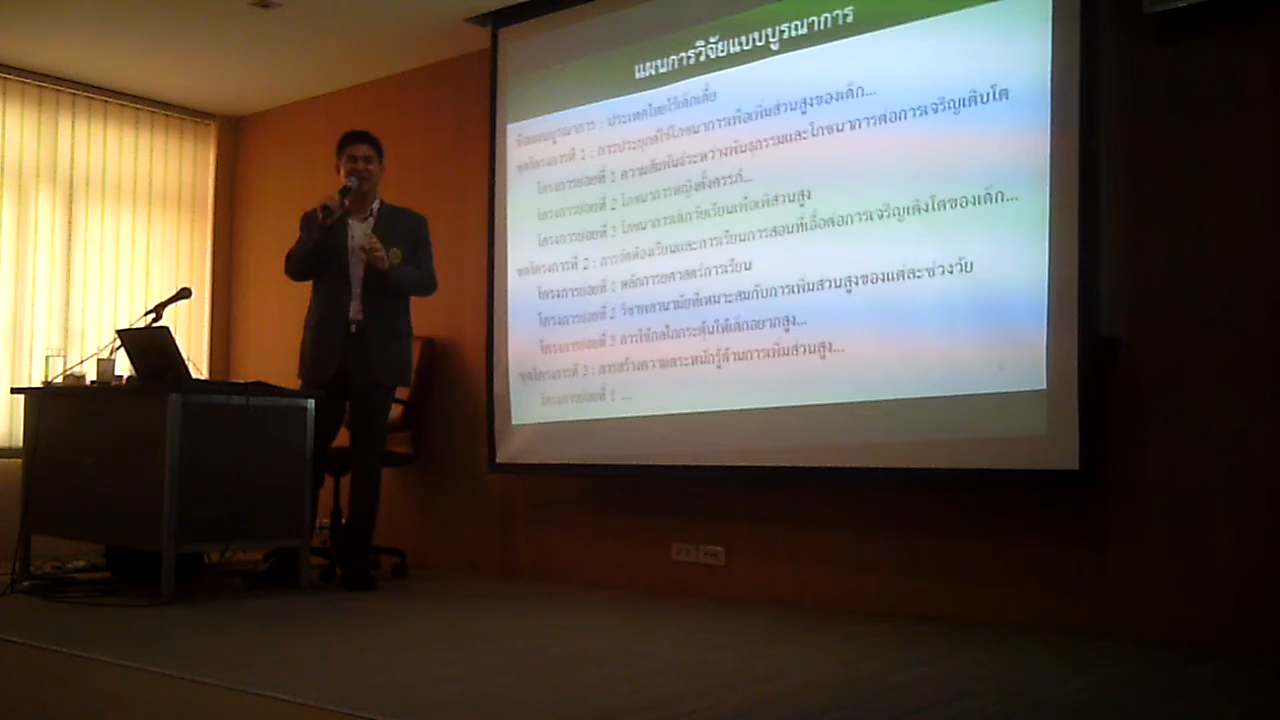 แผนการวิจัยแบบบูรณาการ
ชื่อแผนบูรณาการ : ประเทศไทยไร้เด็กเตี้ย
ชุดโครงการที่ 1 : การประยุกต์ใช้โภชนาการเพื่อเพิ่มส่วนสูงของเด็ก...
โครงการย่อยที่ 1 ความสัมพันธ์ระหว่างพันธุกรรมและโภชนาการต่อการเจริญเติบโต
โครงการย่อยที่ 2 โภชนาการหญิงตั้งครรภ์...
โครงการย่อยที่ 3 โภชนาการเด็กวัยเรียนเพื่อเพิ่มส่วนสูง
ชุดโครงการที่ 2 : การจัดห้องเรียนและการเรียนการสอนที่เอื้อต่อการเจริญเติบโตของเด็ก...
โครงการย่อยที่ 1 หลักการยศาสตร์การเรียน
โครงการย่อยที่ 2 วิชาพลานามัยที่เหมาะสมกับการเพิ่มส่วนสูงของแต่ละช่วงวัย
โครงการย่อยที่ 3 การใช้กลไกกระตุ้นให้เด็กอยากสูง...
ชุดโครงการที่ 3 : การสร้างความตระหนักรู้ด้านการเพิ่มส่วนสูง...
โครงการย่อยที่ 1 ....